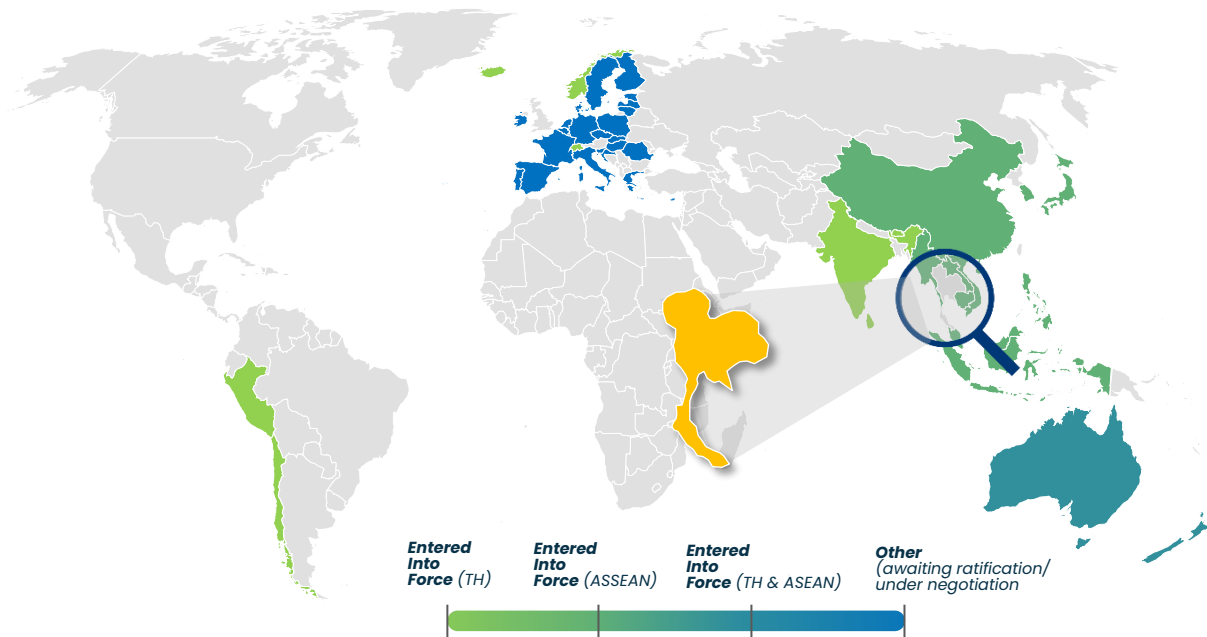 Entered
Into
Force (TH)
Entered
Into
Force (ASSEAN)
Entered
Into
Force (TH & ASEAN)
Other
(awaiting ratification/
under negotiation